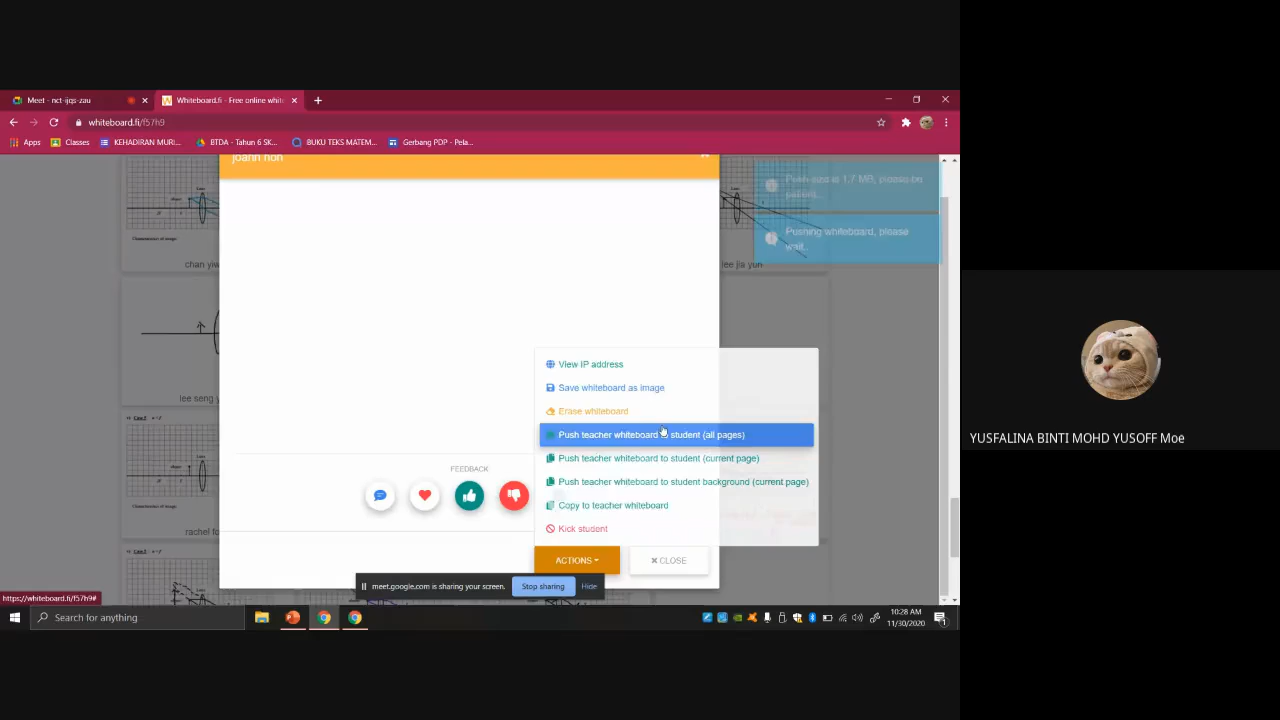 Meet - nct-ijqs-zau
Whiteboard.fi - Free online whit
whiteboard.fi/f57h9
Apps
Classes
KEHADIRAN MURI...
BTDA - Tahun 6 SK...
BUKU TEKS MATEM...
Gerbang PDP - Pela...
joann hon
Push size is 1.7 MB, please be
patient...
Pushing whiteboard, please
wait..
Lens
Object
Lens
Characteristics of image:
chan yiw
lee jia yun
lee seng y
rachel fo
View IP address
Save whiteboard as image
Erase whiteboard
Push teacher whiteboard to student (all pages)
Push teacher whiteboard to student (current page)
Push teacher whiteboard to student background (current page)
Copy to teacher whiteboard
Kick student
FEEDBACK
ACTIONS
CLOSE
meet.google.com is sharing your screen.
Stop sharing
Hide
https://whiteboard.fi/f57h9#
Search for anything
10:28 AM
11/30/2020
YUSFALINA BINTI MOHD YUSOFF Moe